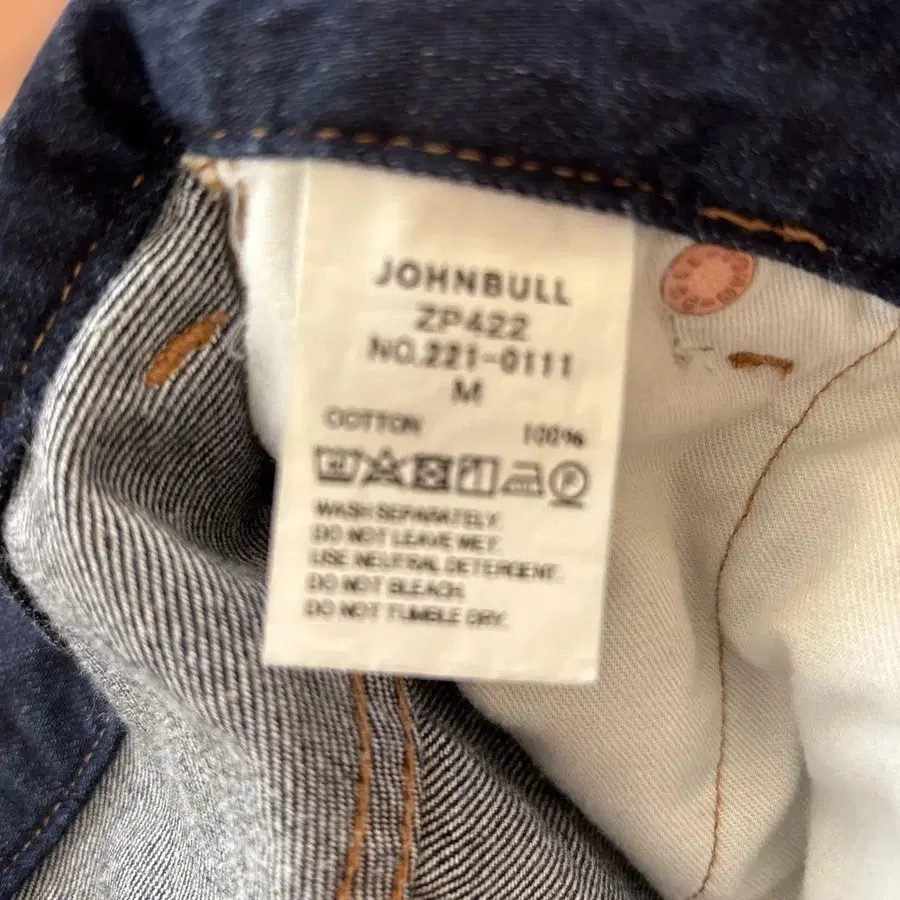 JOHNBULL
ZP422
NO.221-0111
M
COTTON 100%
WASH SEPARATELY.
DO NOT LEAVE WET.
USE NEUTRAL DETERGENT.
DO NOT BLEACH.
DO NOT TUMBLE DRY.